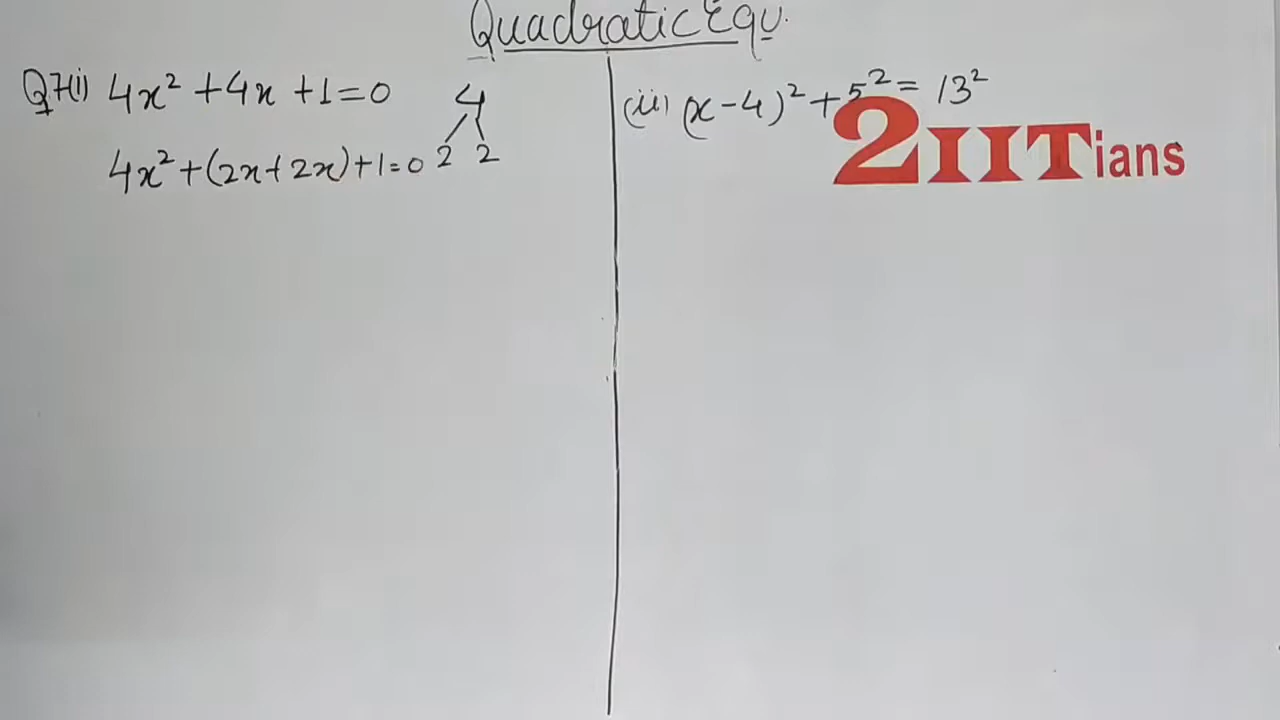 Quadratic Equ.
Q7(i) 4x² + 4x + 1 = 0
4
2 2
4x² + (2x + 2x) + 1 = 0
(ii) (x - 4)² + 5² = 13²
2IITians